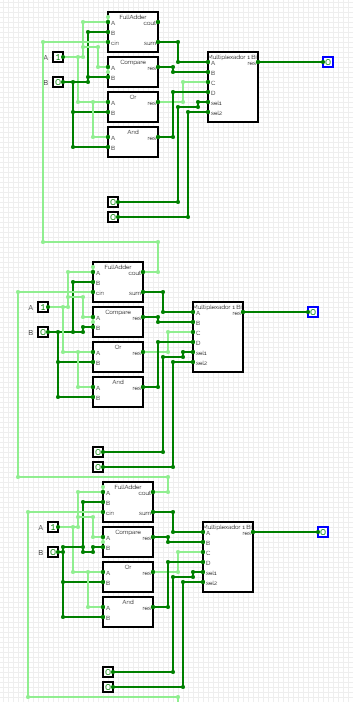 FullAdder
A cout
B
cin sum
A 1
Compare
A res
B
B 0
Or
A res
B
And
A res
B
Multiplexador 1 Bi
A res
B
C
D
sel1
sel2
0
0
0
FullAdder
A cout
B
cin sum
A 1
Compare
A res
B
B 0
Or
A res
B
And
A res
B
Multiplexador 1 Bi
A res
B
C
D
sel1
sel2
0
0
0
FullAdder
A cout
B
cin sum
A 1
Compare
A res
B
B 0
Or
A res
B
And
A res
B
Multiplexador 1 Bi
A res
B
C
D
sel1
sel2
0
0
0